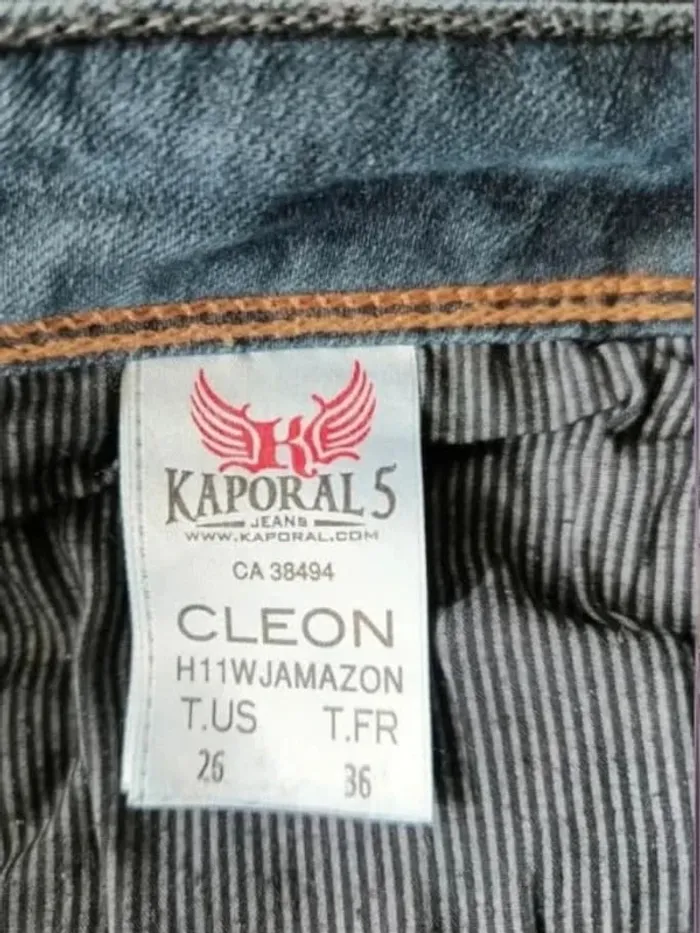 K
KAPORAL 5
JEANS
WWW.KAPORAL.COM
CA 38494
CLEON
H11WJAMAZON
T.US T.FR
26 36